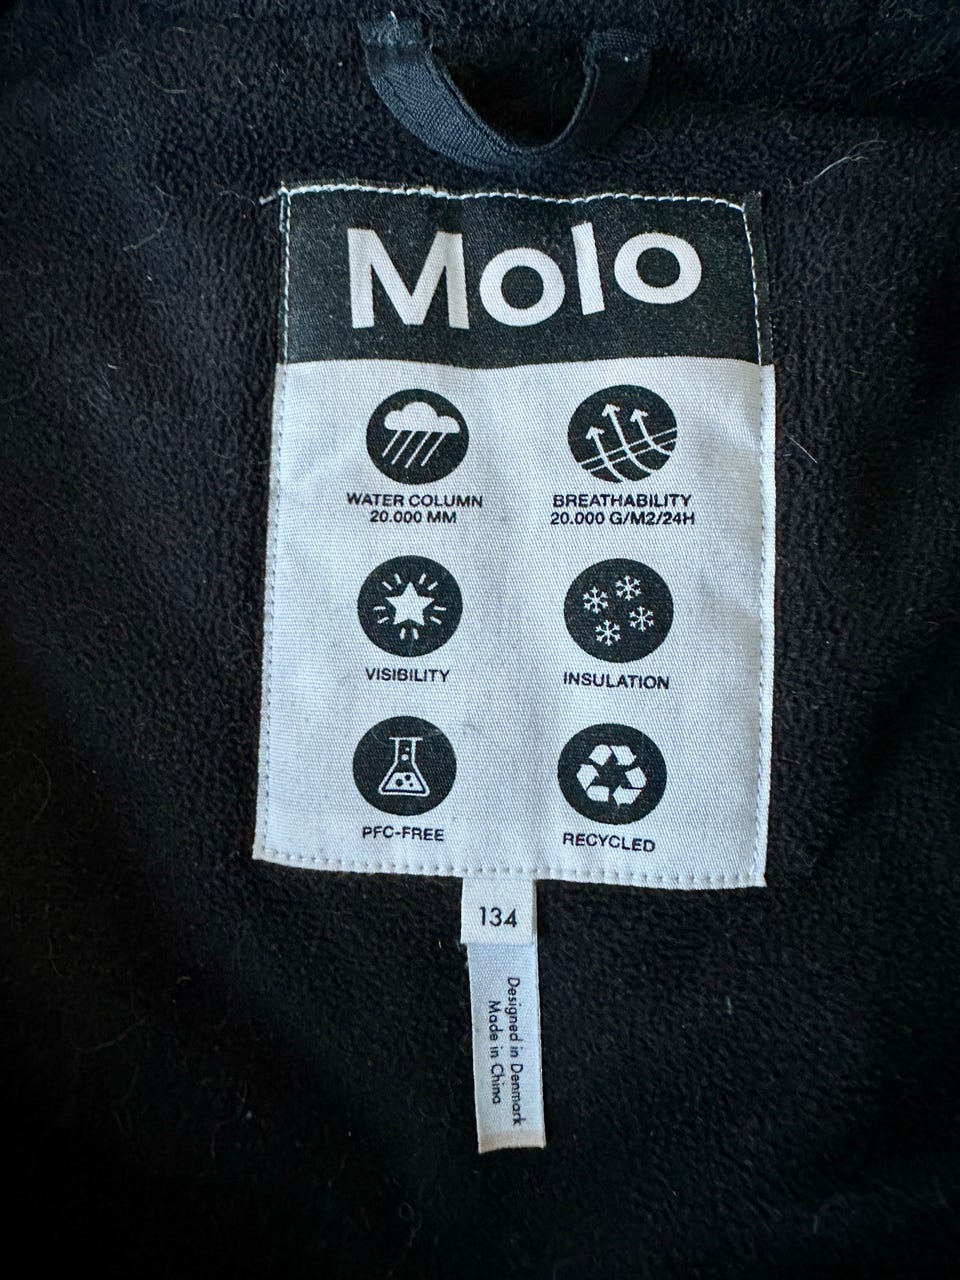 Molo
WATER COLUMN
20.000 MM
BREATHABILITY
20.000 G/M2/24H
VISIBILITY
INSULATION
PFC-FREE
RECYCLED
134
Designed in Denmark
Made in China